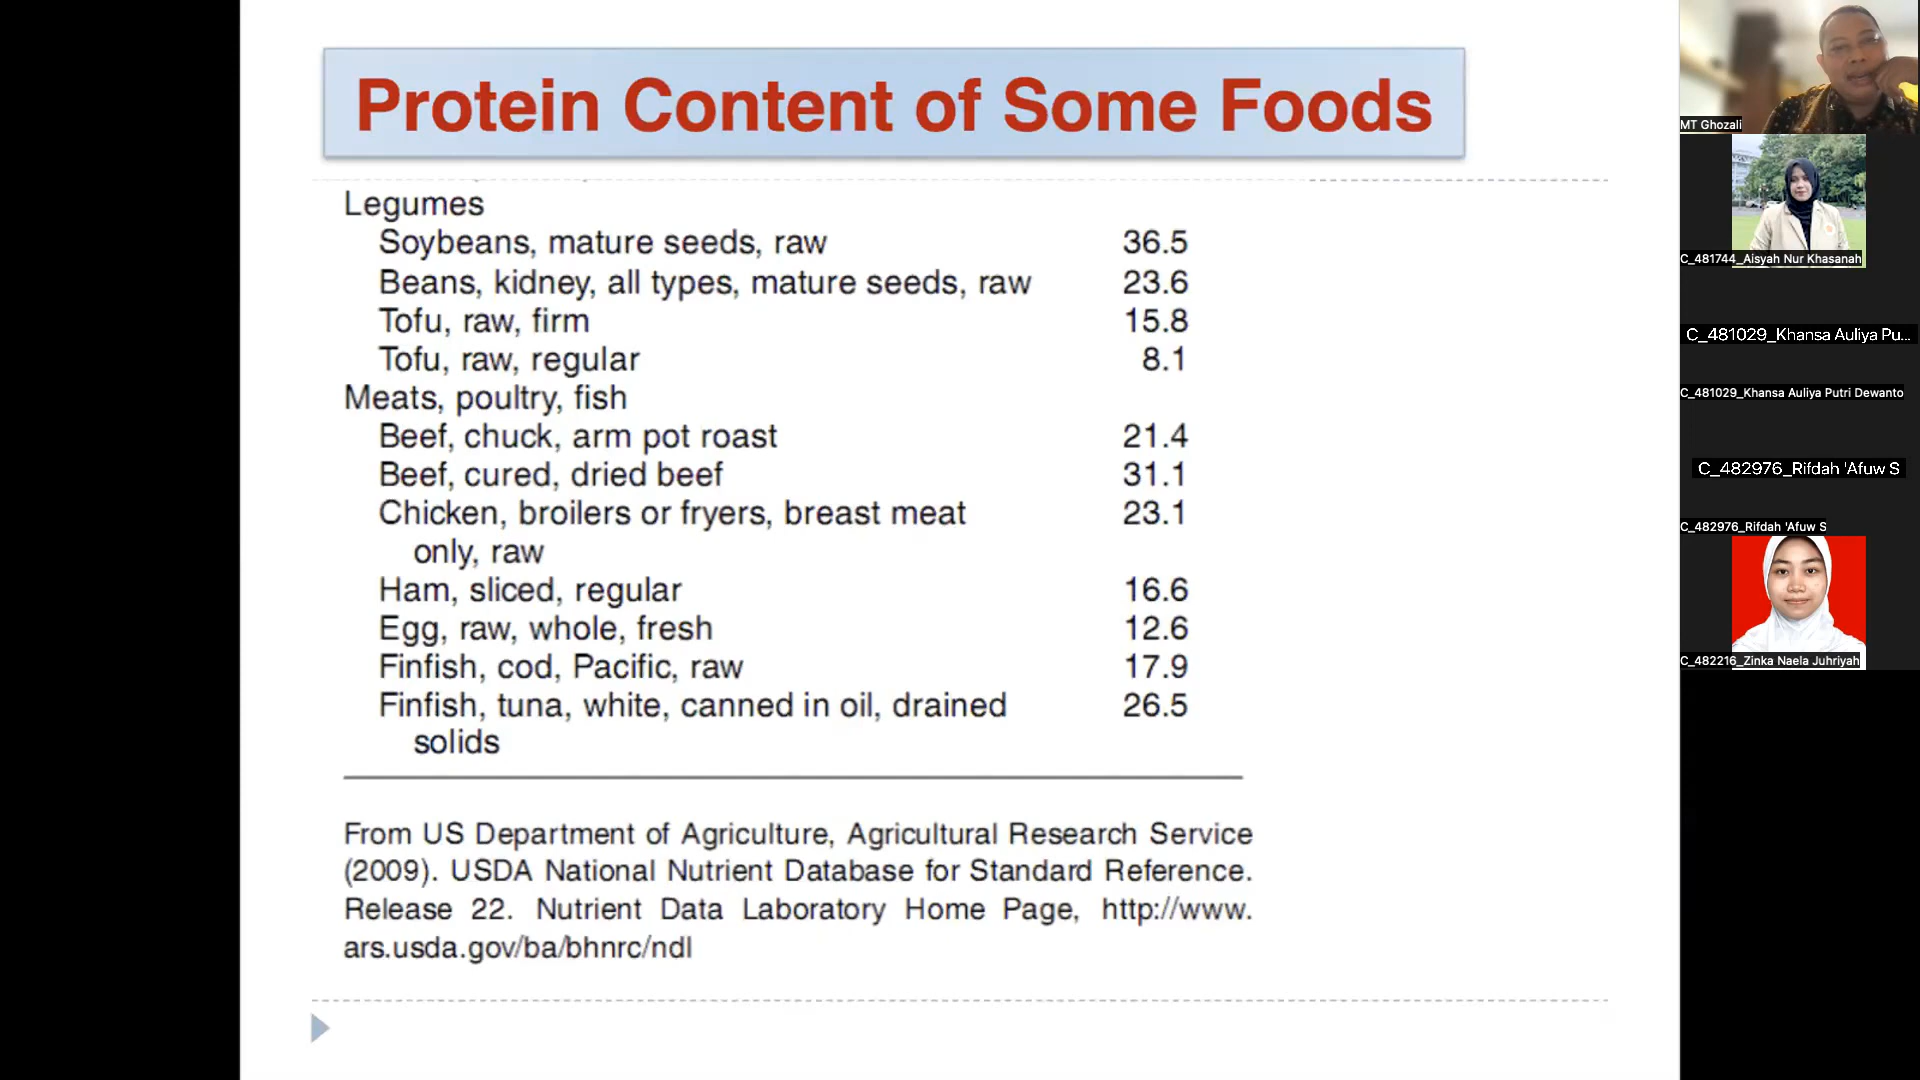 Protein Content of Some Foods
Legumes
Soybeans, mature seeds, raw 36.5
Beans, kidney, all types, mature seeds, raw 23.6
Tofu, raw, firm 15.8
Tofu, raw, regular 8.1
Meats, poultry, fish
Beef, chuck, arm pot roast 21.4
Beef, cured, dried beef 31.1
Chicken, broilers or fryers, breast meat 23.1
only, raw
Ham, sliced, regular 16.6
Egg, raw, whole, fresh 12.6
Finfish, cod, Pacific, raw 17.9
Finfish, tuna, white, canned in oil, drained 26.5
solids
From US Department of Agriculture, Agricultural Research Service
(2009). USDA National Nutrient Database for Standard Reference.
Release 22. Nutrient Data Laboratory Home Page, http://www.
ars.usda.gov/ba/bhnrc/ndl
MT Ghozali
C_481744_Aisyah Nur Khasanah
C_481029_Khansa Auliya Pu...
C_481029_Khansa Auliya Putri Dewanto
C_482976_Rifdah 'Afuw S
C_482976_Rifdah 'Afuw S
C_482216_Zinka Naela Juhriyah